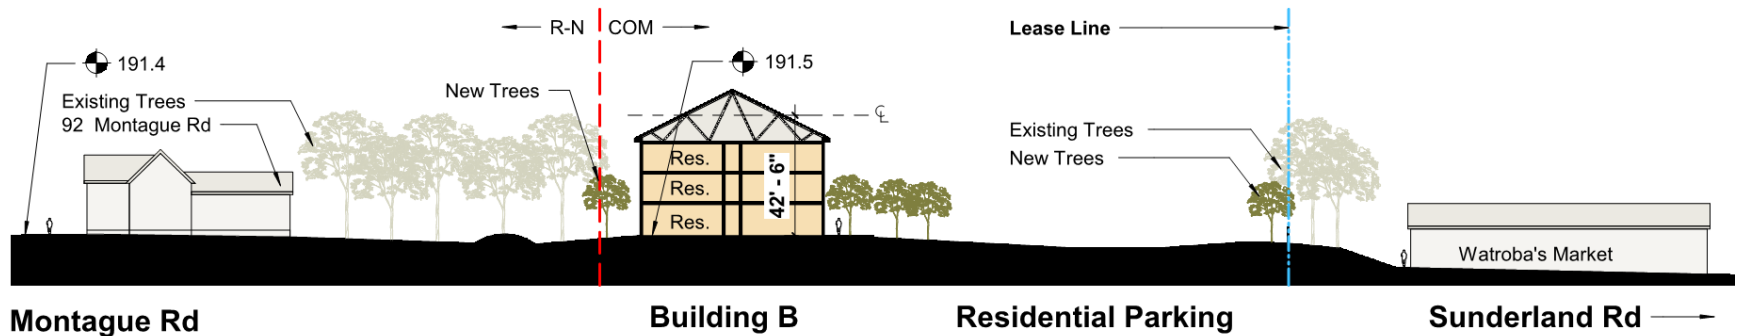 R-N COM
Lease Line
191.4
191.5
New Trees
Existing Trees
92 Montague Rd
℄
Existing Trees
New Trees
Res.
Res.
Res.
42' - 6"
Watroba's Market
Montague Rd
Building B
Residential Parking
Sunderland Rd